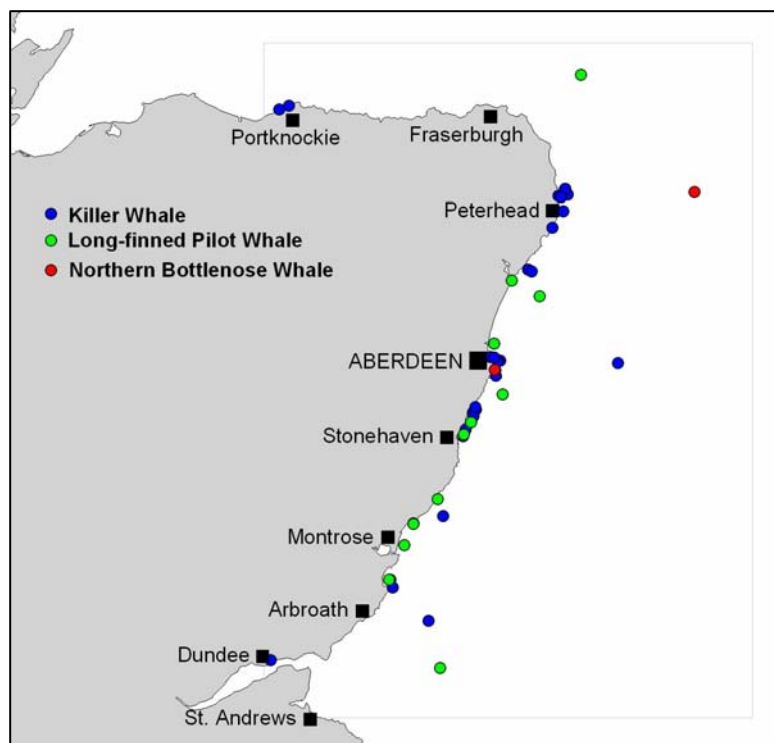 Portknockie
Fraserburgh
Peterhead
Killer Whale
Long-finned Pilot Whale
Northern Bottlenose Whale
ABERDEEN
Stonehaven
Montrose
Arbroath
Dundee
St. Andrews